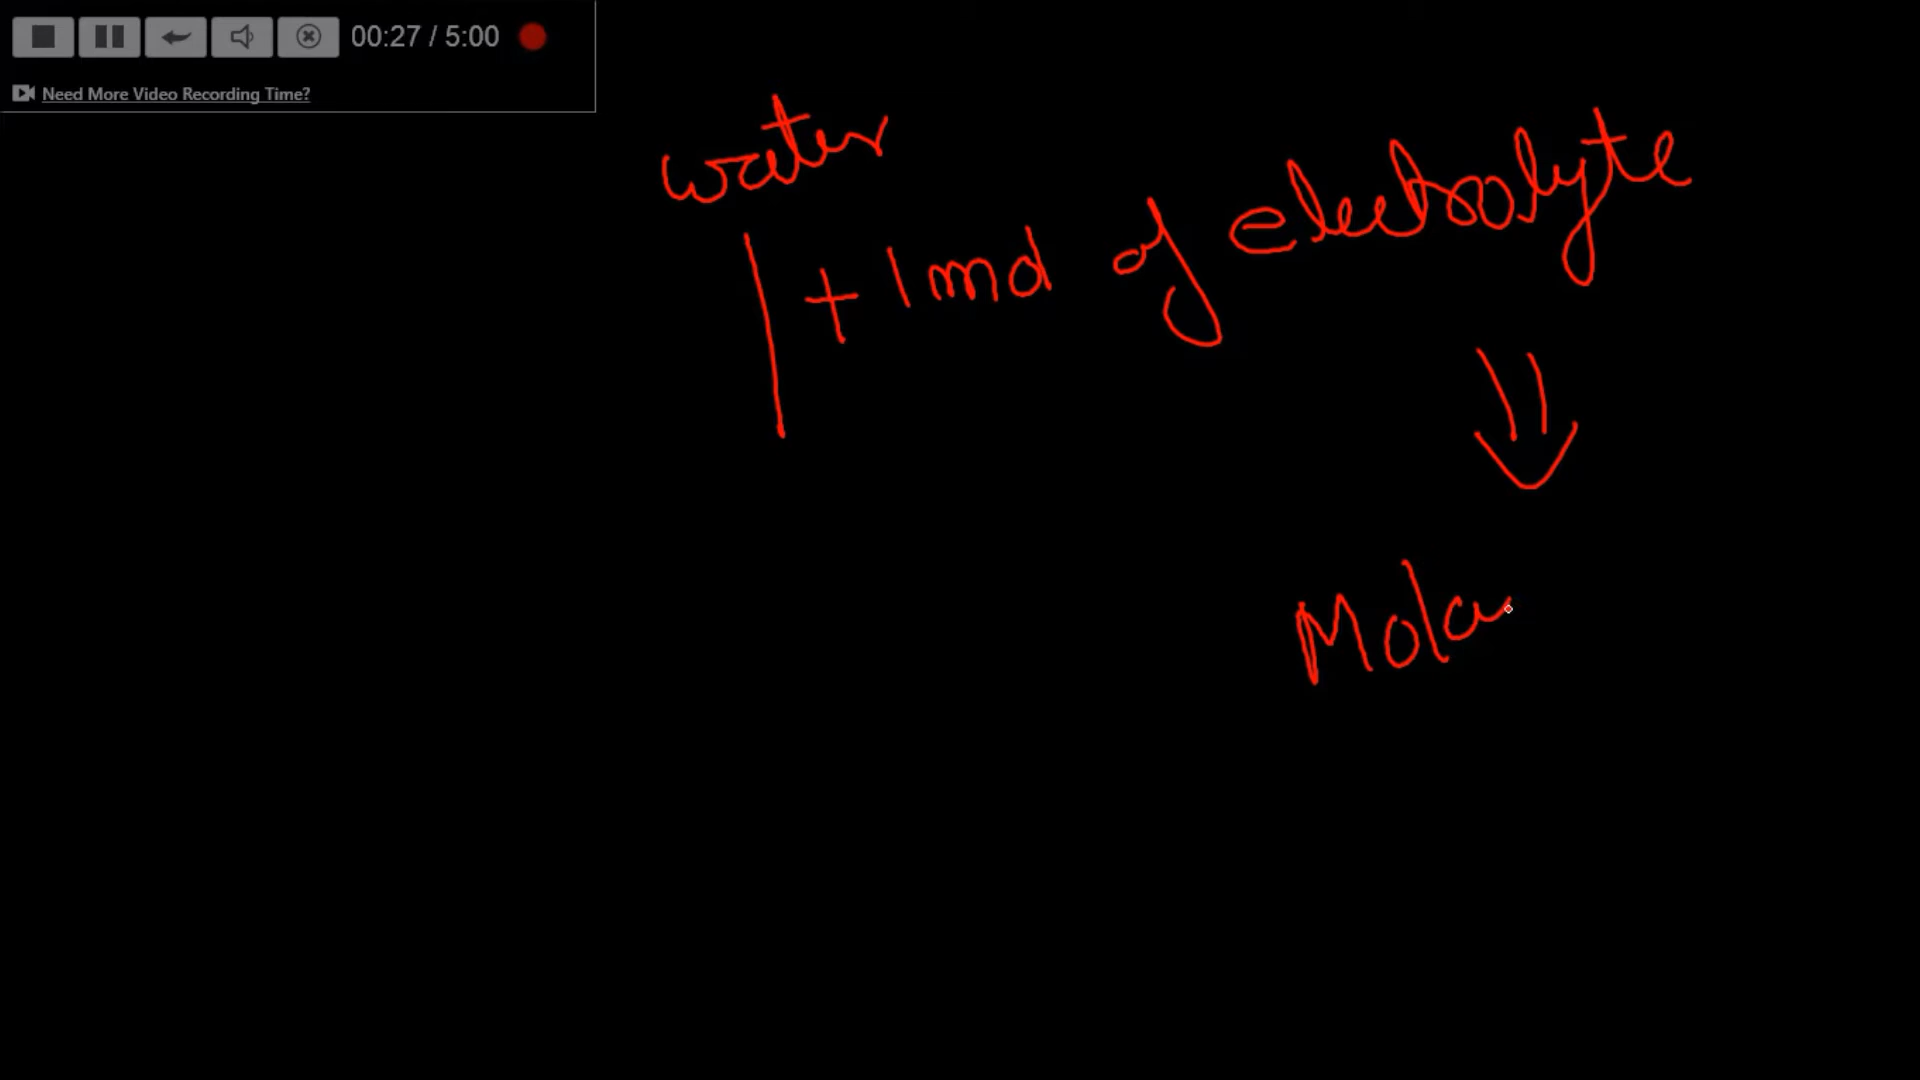 00:27 / 5:00
Need More Video Recording Time?
water
+ 1 mol of electrolyte
Mola